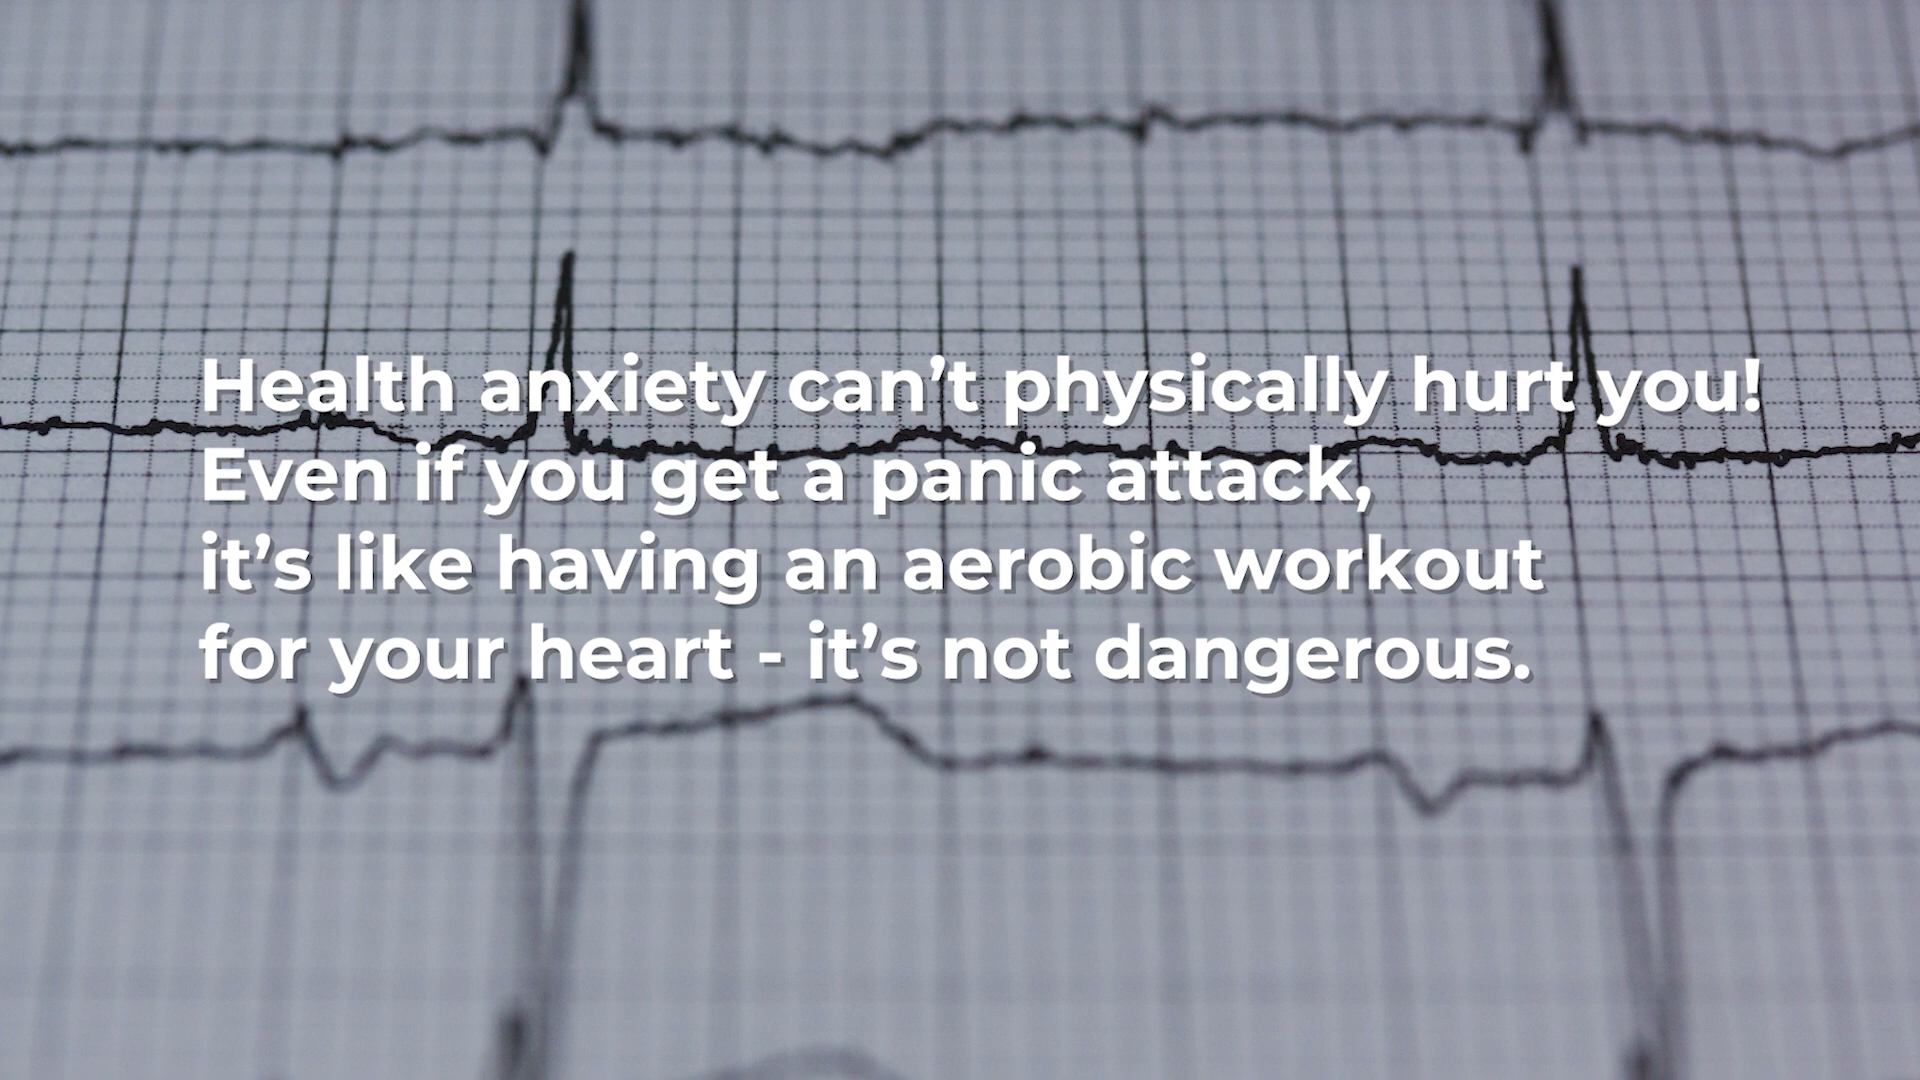 Health anxiety can’t physically hurt you!
Even if you get a panic attack,
it’s like having an aerobic workout
for your heart - it’s not dangerous.